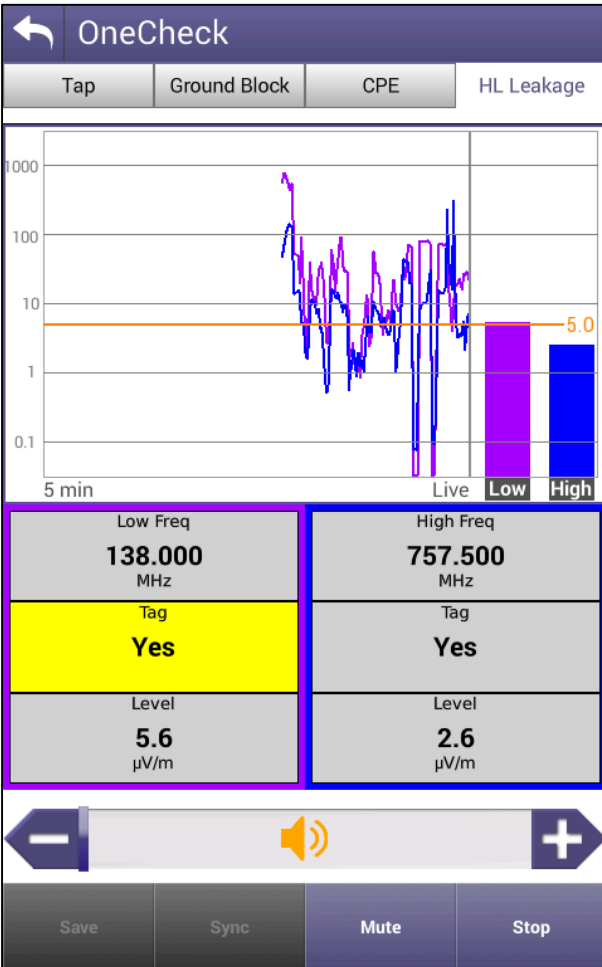 OneCheck
Tap Ground Block CPE HL Leakage
1000
100
10
5.0
1
0.1
5 min Live Low High
Low Freq High Freq
138.000 757.500
MHz MHz
Tag Tag
Yes Yes
Level Level
5.6 2.6
µV/m µV/m
Save Sync Mute Stop